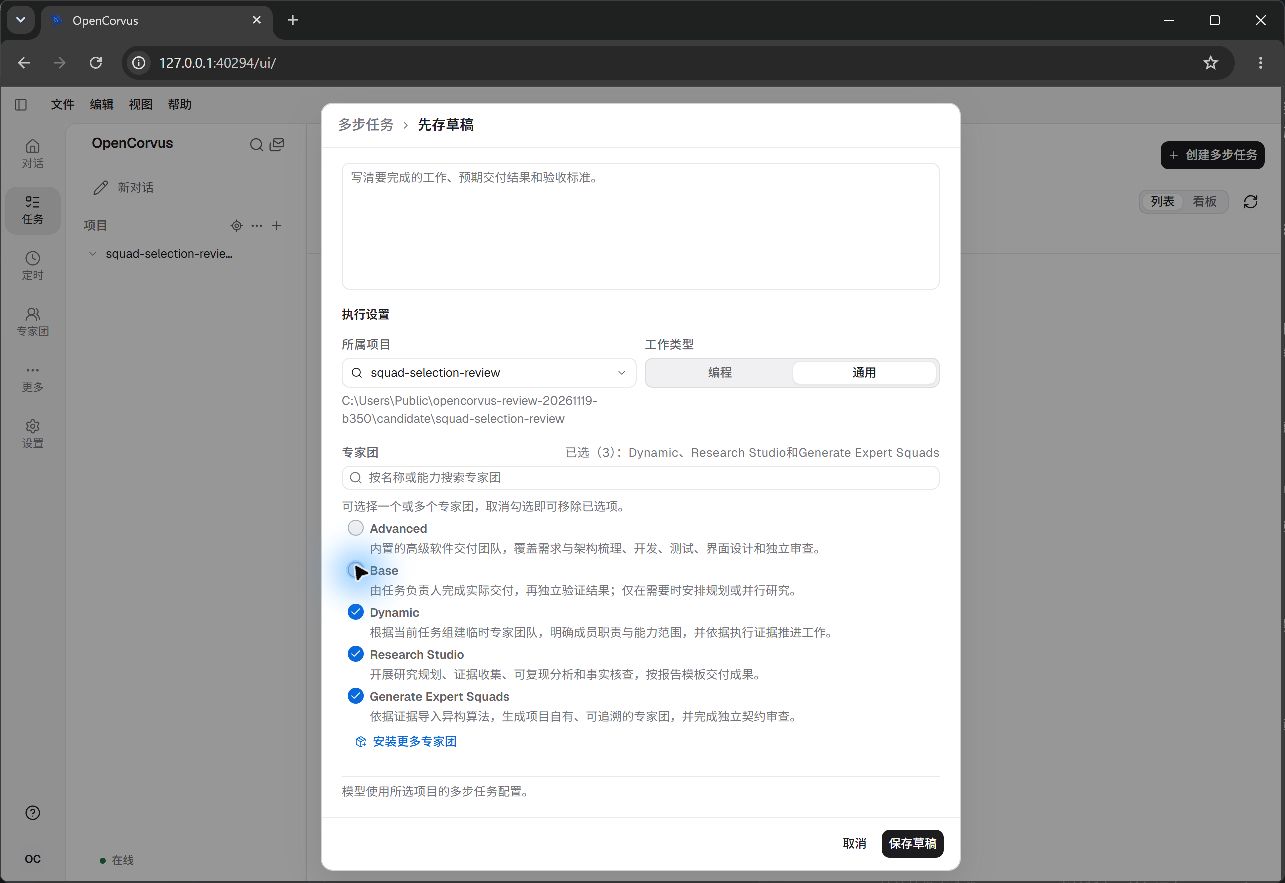 OpenCorvus
127.0.0.1:40294/ui/
文件 编辑 视图 帮助
对话
任务
定时
专家团
更多
设置
OC
OpenCorvus
新对话
项目
squad-selection-revie...
在线
创建多步任务
列表 看板
多步任务 › 先存草稿
写清要完成的工作、预期交付结果和验收标准。
执行设置
所属项目 工作类型
squad-selection-review 编程 通用
C:\Users\Public\opencorvus-review-20261119-
b350\candidate\squad-selection-review
专家团 已选（3）：Dynamic、Research Studio和Generate Expert Squads
按名称或能力搜索专家团
可选择一个或多个专家团，取消勾选即可移除已选项。
Advanced
内置的高级软件交付团队，覆盖需求与架构梳理、开发、测试、界面设计和独立审查。
Base
由任务负责人完成实际交付，再独立验证结果；仅在需要时安排规划或并行研究。
Dynamic
根据当前任务组建临时专家团队，明确成员职责与能力范围，并依据执行证据推进工作。
Research Studio
开展研究规划、证据收集、可复现分析和事实核查，按报告模板交付成果。
Generate Expert Squads
依据证据导入异构算法，生成项目自有、可追溯的专家团，并完成独立契约审查。
安装更多专家团
模型使用所选项目的多步任务配置。
取消 保存草稿